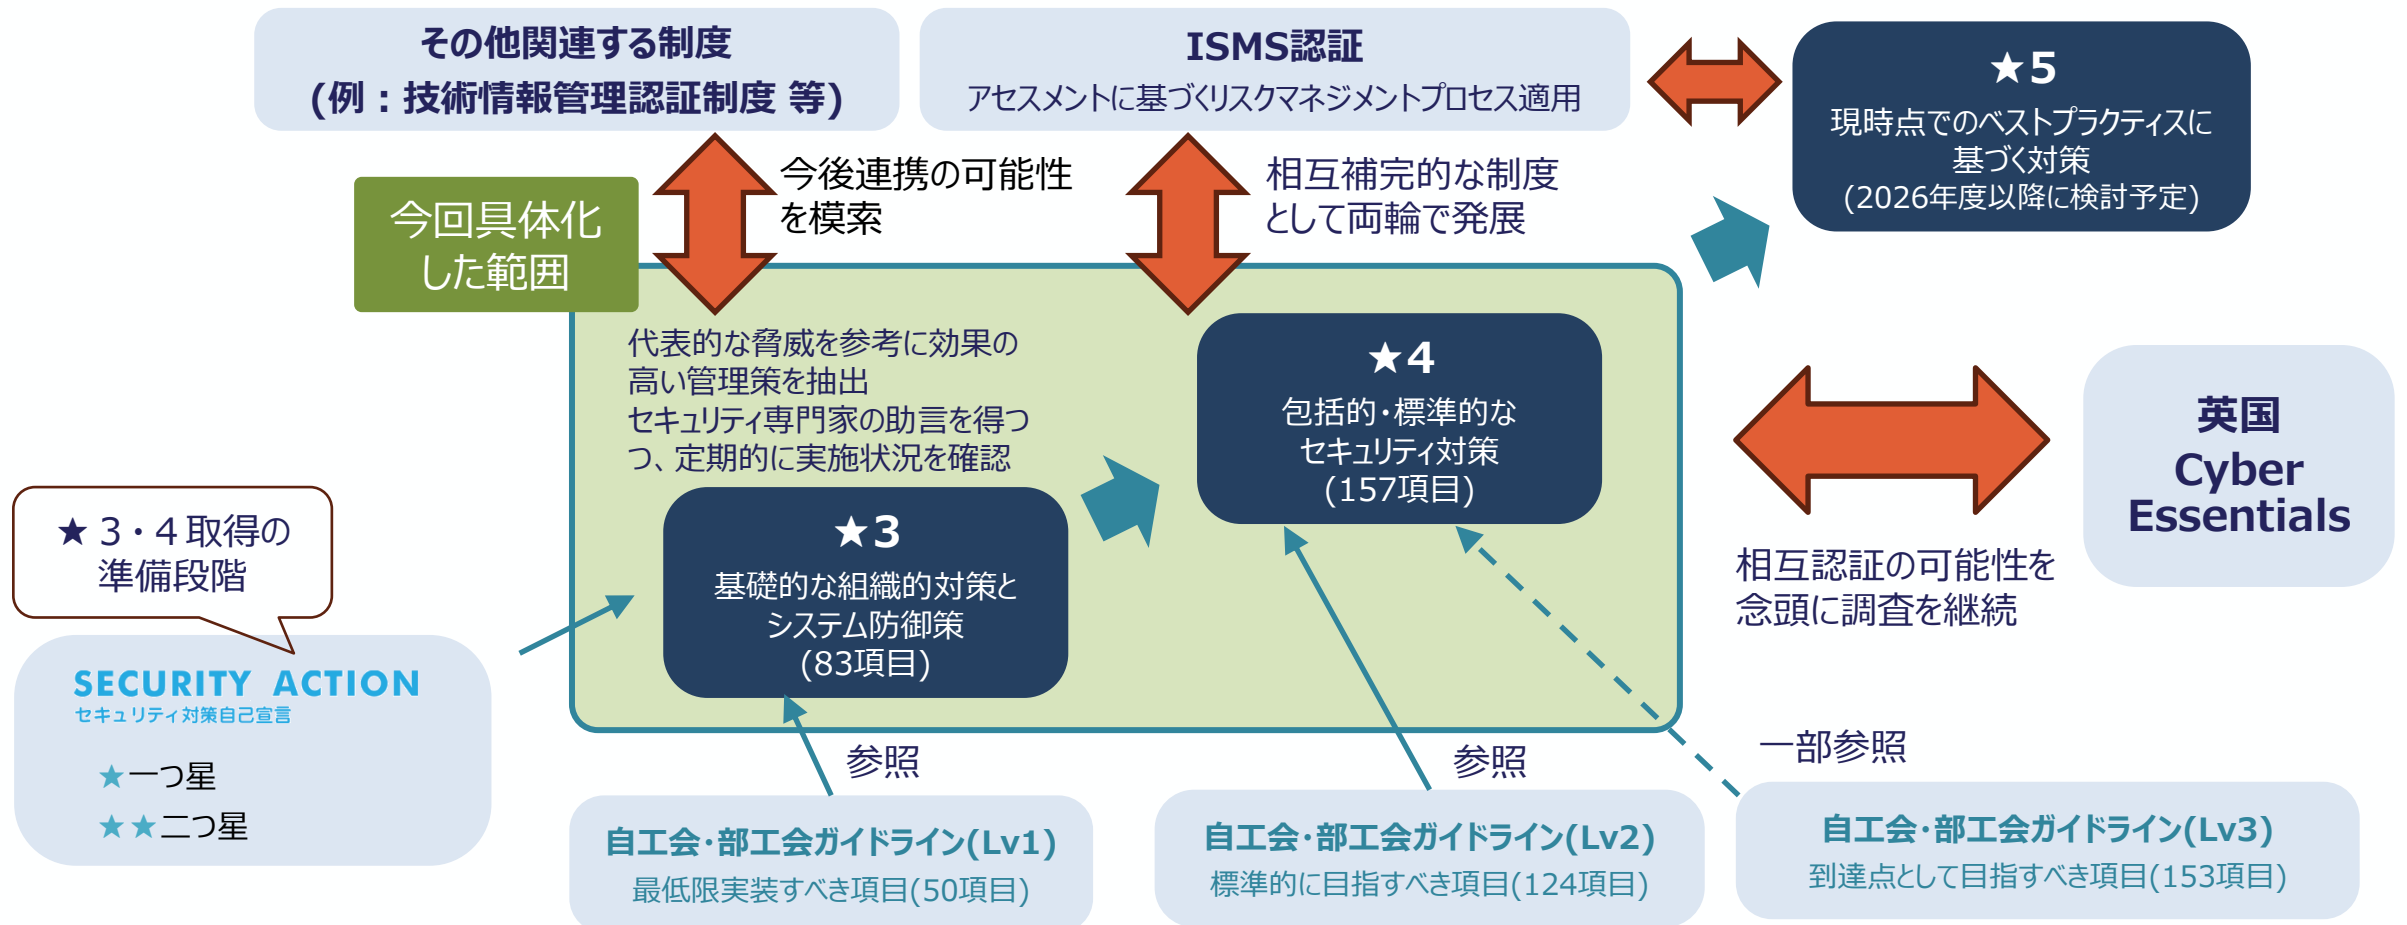 その他関連する制度
(例：技術情報管理認証制度 等)
ISMS認証
アセスメントに基づくリスクマネジメントプロセス適用
★5
現時点でのベストプラクティスに
基づく対策
(2026年度以降に検討予定)
今後連携の可能性
を模索
相互補完的な制度
として両輪で発展
今回具体化
した範囲
代表的な脅威を参考に効果の
高い管理策を抽出
セキュリティ専門家の助言を得つ
つ、定期的に実施状況を確認
★4
包括的・標準的な
セキュリティ対策
(157項目)
英国
Cyber
Essentials
★3
基礎的な組織的対策と
システム防御策
(83項目)
★３・４取得の
準備段階
相互認証の可能性を
念頭に調査を継続
SECURITY ACTION
セキュリティ対策自己宣言
★一つ星
★★二つ星
参照
参照
一部参照
自工会・部工会ガイドライン(Lv1)
最低限実装すべき項目(50項目)
自工会・部工会ガイドライン(Lv2)
標準的に目指すべき項目(124項目)
自工会・部工会ガイドライン(Lv3)
到達点として目指すべき項目(153項目)